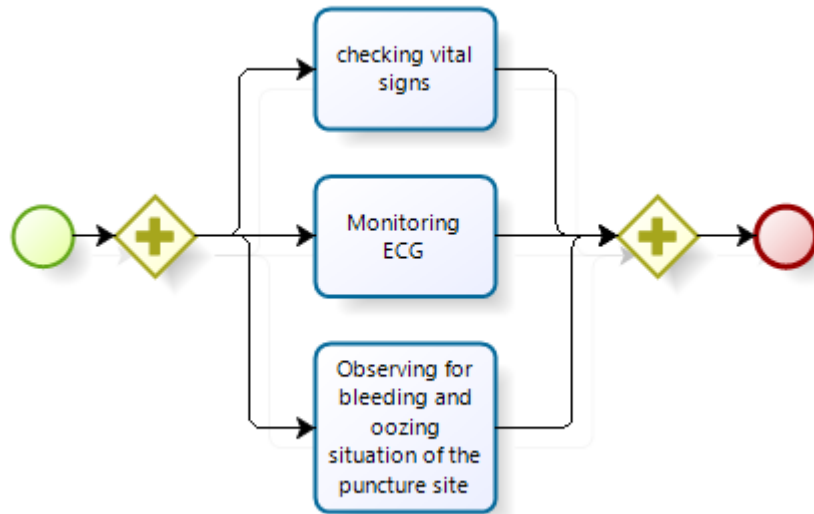 checking vital
signs
Monitoring
ECG
Observing for
bleeding and
oozing
situation of the
puncture site